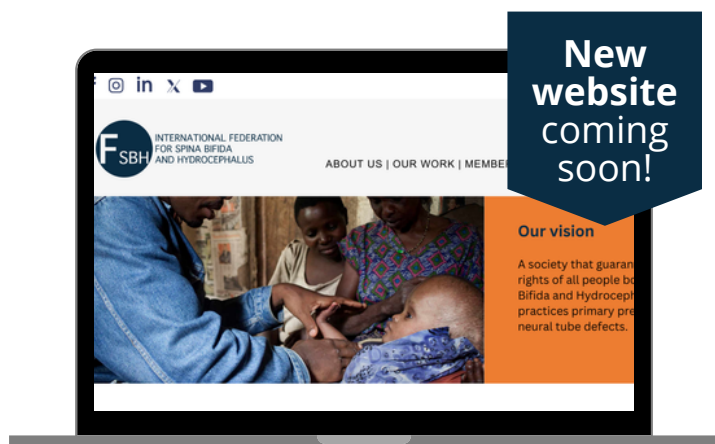 New
website
coming
soon!
in
FSBH
INTERNATIONAL FEDERATION
FOR SPINA BIFIDA
AND HYDROCEPHALUS
ABOUT US | OUR WORK | MEMBE
Our vision
A society that guaran
rights of all people bo
Bifida and Hydroceph
practices primary pre
neural tube defects.